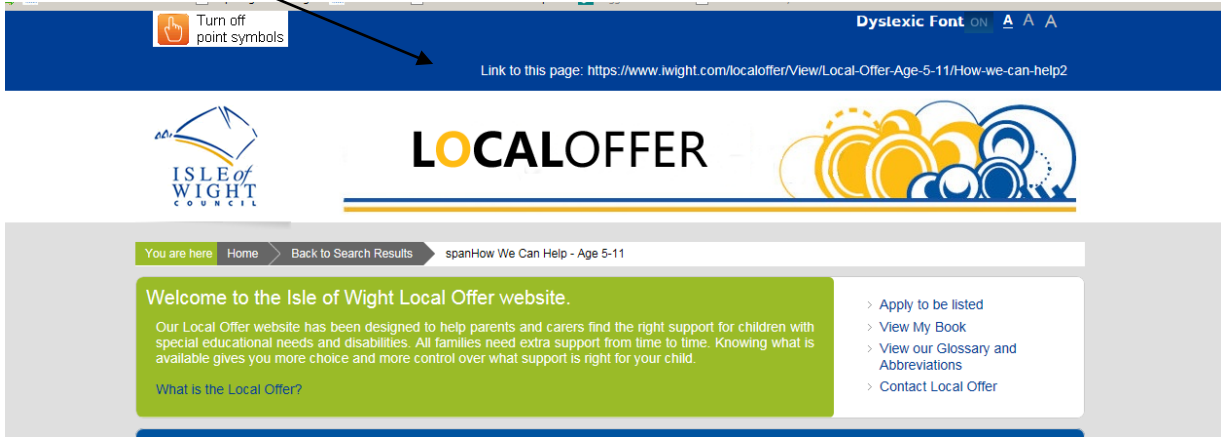 Turn off
point symbols
Dyslexic Font ON A A A
Link to this page: https://www.iwight.com/localoffer/View/Local-Offer-Age-5-11/How-we-can-help2
ISLE of
WIGHT
COUNCIL
LOCALOFFER
You are here Home Back to Search Results spanHow We Can Help - Age 5-11
Welcome to the Isle of Wight Local Offer website.
Our Local Offer website has been designed to help parents and carers find the right support for children with
special educational needs and disabilities. All families need extra support from time to time. Knowing what is
available gives you more choice and more control over what support is right for your child.
What is the Local Offer?
> Apply to be listed
> View My Book
> View our Glossary and
Abbreviations
> Contact Local Offer